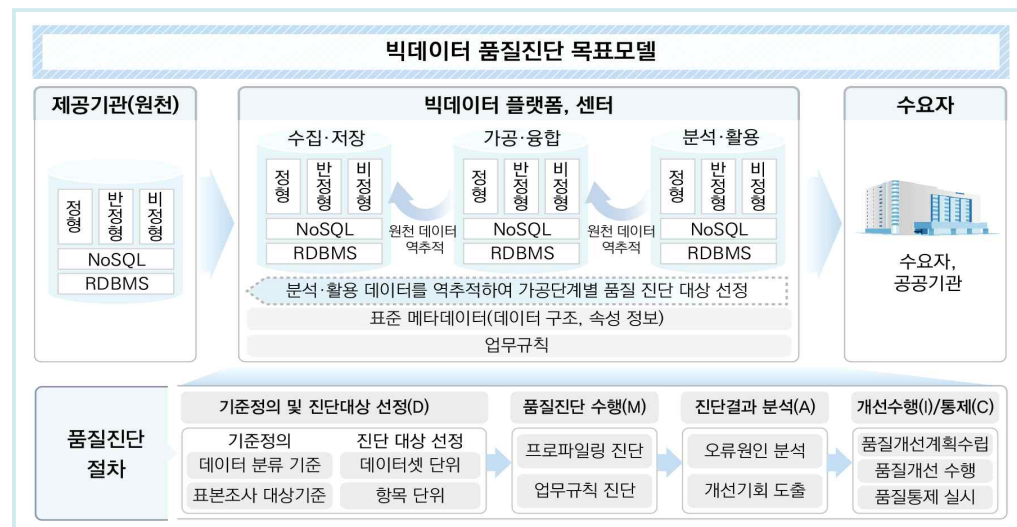 빅데이터 품질진단 목표모델
제공기관(원천)
정형
반정형
비정형
NoSQL
RDBMS
빅데이터 플랫폼, 센터
수집·저장
정형
반정형
비정형
NoSQL
RDBMS
원천 데이터
역추적
가공·융합
정형
반정형
비정형
NoSQL
RDBMS
원천 데이터
역추적
분석·활용
정형
반정형
비정형
NoSQL
RDBMS
분석·활용 데이터를 역추적하여 가공단계별 품질 진단 대상 선정
표준 메타데이터(데이터 구조, 속성 정보)
업무규칙
수요자
수요자,
공공기관
품질진단
절차
기준정의 및 진단대상 선정(D)
기준정의
데이터 분류 기준
표본조사 대상기준
진단 대상 선정
데이터셋 단위
항목 단위
품질진단 수행(M)
프로파일링 진단
업무규칙 진단
진단결과 분석(A)
오류원인 분석
개선기회 도출
개선수행(I)/통제(C)
품질개선계획수립
품질개선 수행
품질통제 실시